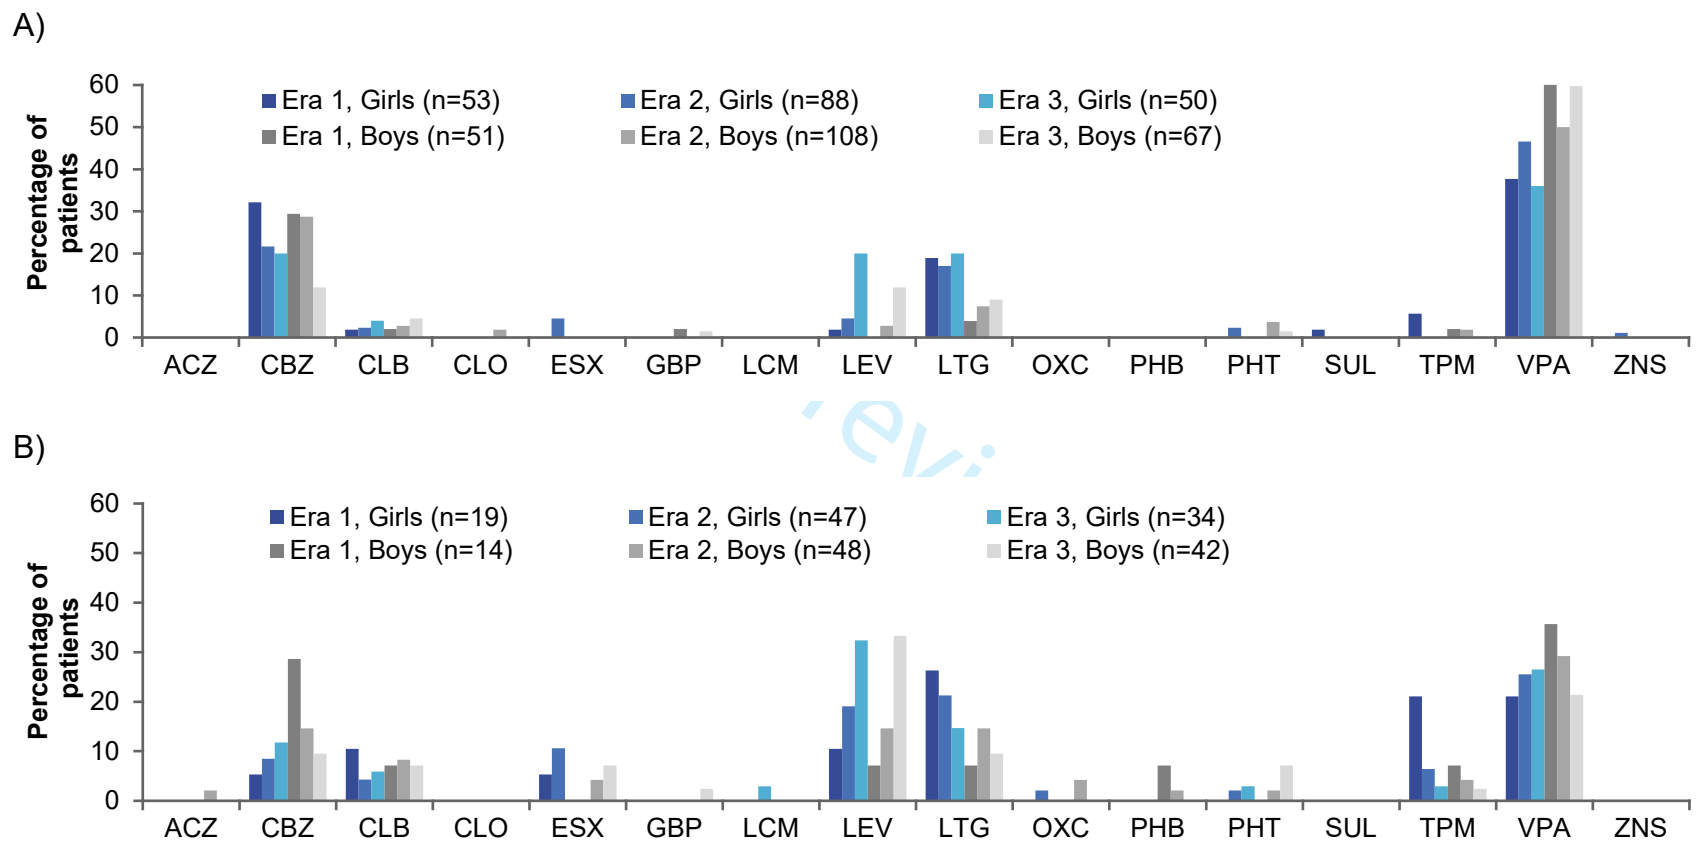 A)
60
50
40
30
20
10
0
Percentage of
patients
Era 1, Girls (n=53)
Era 2, Girls (n=88)
Era 3, Girls (n=50)
Era 1, Boys (n=51)
Era 2, Boys (n=108)
Era 3, Boys (n=67)
ACZ CBZ CLB CLO ESX GBP LCM LEV LTG OXC PHB PHT SUL TPM VPA ZNS
B)
60
50
40
30
20
10
0
Percentage of
patients
Era 1, Girls (n=19)
Era 2, Girls (n=47)
Era 3, Girls (n=34)
Era 1, Boys (n=14)
Era 2, Boys (n=48)
Era 3, Boys (n=42)
ACZ CBZ CLB CLO ESX GBP LCM LEV LTG OXC PHB PHT SUL TPM VPA ZNS